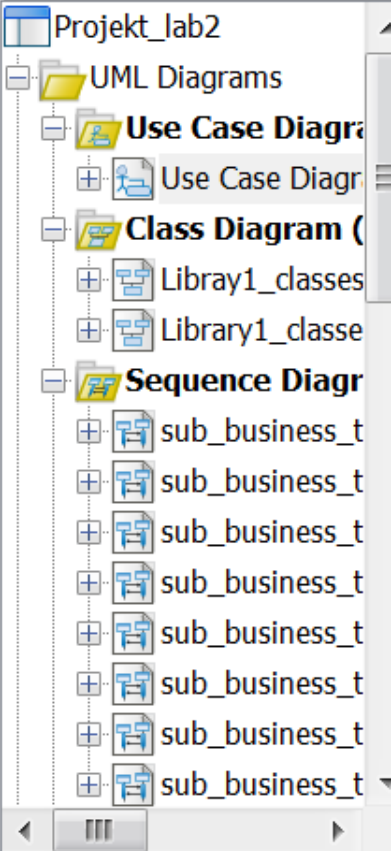 Projekt_lab2
UML Diagrams
Use Case Diagra
Use Case Diagr
Class Diagram (
Libray1_classes
Library1_classe
Sequence Diagr
sub_business_t
sub_business_t
sub_business_t
sub_business_t
sub_business_t
sub_business_t
sub_business_t
sub_business_t